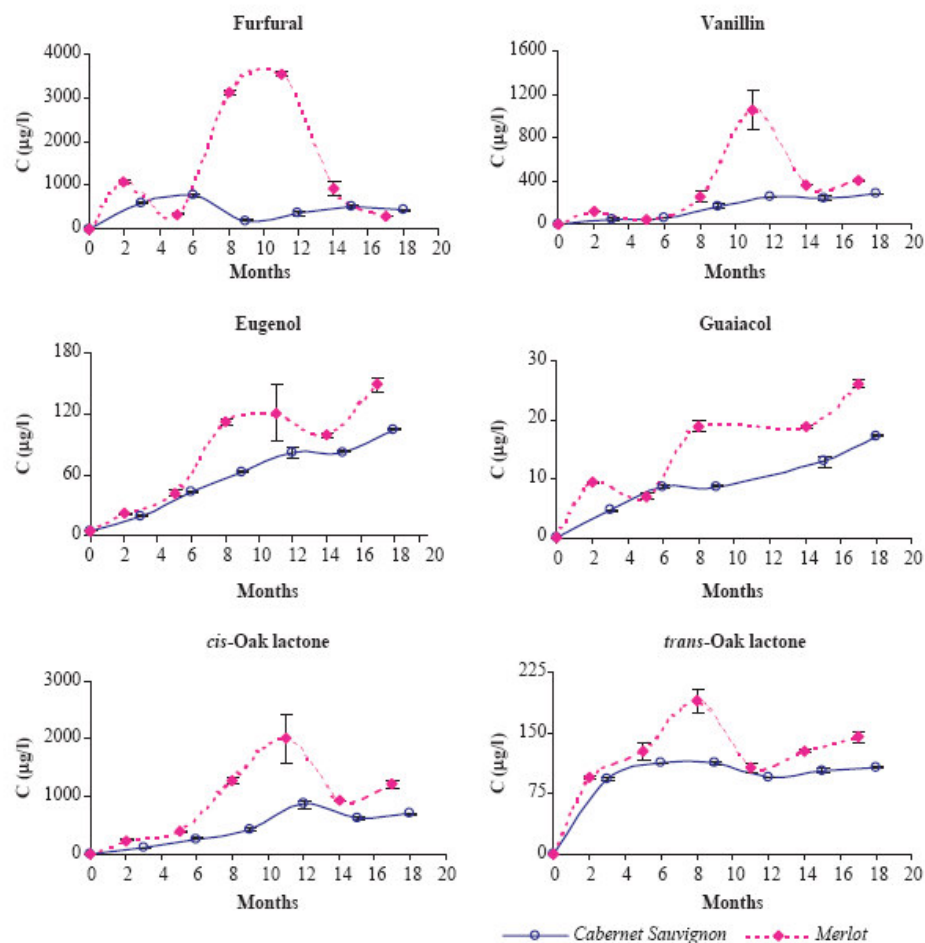 Furfural
4000
3000
2000
1000
0
C (µg/l)
0 2 4 6 8 10 12 14 16 18 20
Months
Vanillin
1600
1200
800
400
0
C (µg/l)
0 2 4 6 8 10 12 14 16 18 20
Months
Eugenol
180
120
60
0
C (µg/l)
0 2 4 6 8 10 12 14 16 18 20
Months
Guaiacol
30
20
10
0
C (µg/l)
0 2 4 6 8 10 12 14 16 18 20
Months
cis-Oak lactone
3000
2000
1000
0
C (µg/l)
0 2 4 6 8 10 12 14 16 18 20
Months
trans-Oak lactone
225
150
75
0
C (µg/l)
0 2 4 6 8 10 12 14 16 18 20
Months
Cabernet Sauvignon Merlot